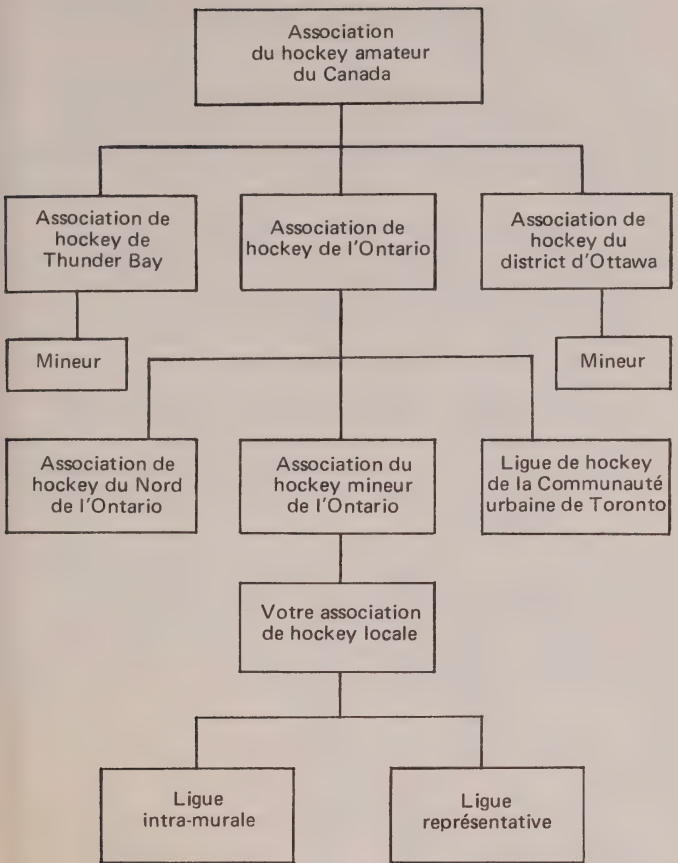 Association
du hockey amateur
du Canada
Association de
hockey de
Thunder Bay
Association de
hockey de l'Ontario
Association de
hockey du
district d'Ottawa
Mineur
Mineur
Association de
hockey du Nord
de l'Ontario
Association du
hockey mineur
de l'Ontario
Ligue de hockey
de la Communauté
urbaine de Toronto
Votre association
de hockey locale
Ligue
intra-murale
Ligue
représentative